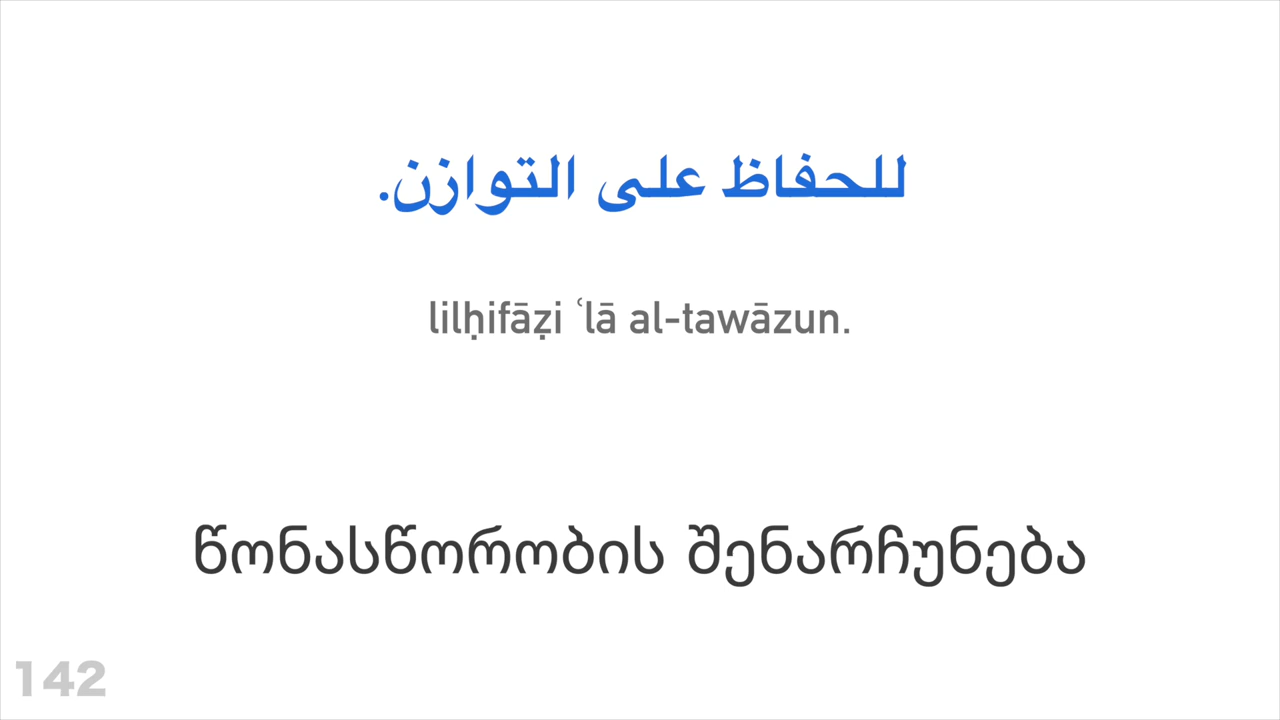 للحفاظ على التوازن.
lilḥifāẓi ʿlā al-tawāzun.
წონასწორობის შენარჩუნება
142